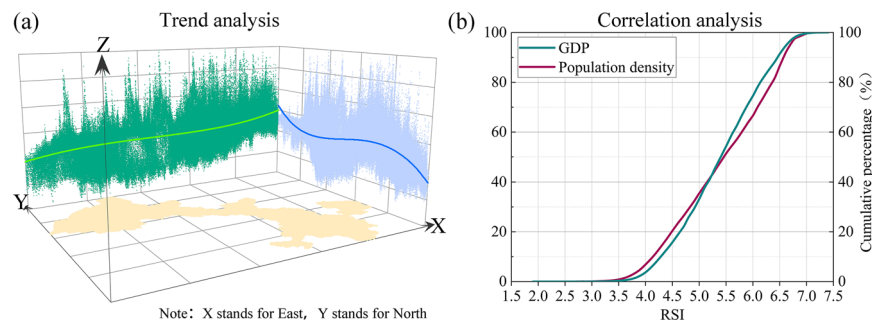 (a)
Trend analysis
Z
Y
X
Note: X stands for East, Y stands for North
(b)
Correlation analysis
GDP
Population density
100
80
60
40
20
0
100
80
60
40
20
0
Cumulative percentage (%)
1.5 2.0 2.5 3.0 3.5 4.0 4.5 5.0 5.5 6.0 6.5 7.0 7.5
RSI